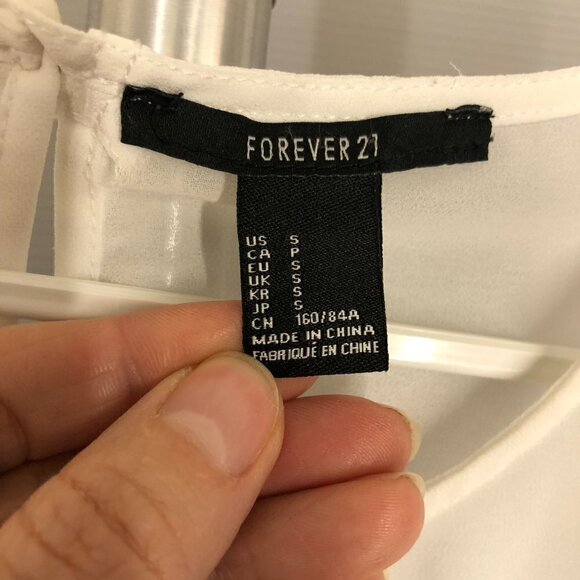 FOREVER 21
US S
CA P
EU S
UK S
KR S
JP S
CN 160/84A
MADE IN CHINA
FABRIQUÉ EN CHINE